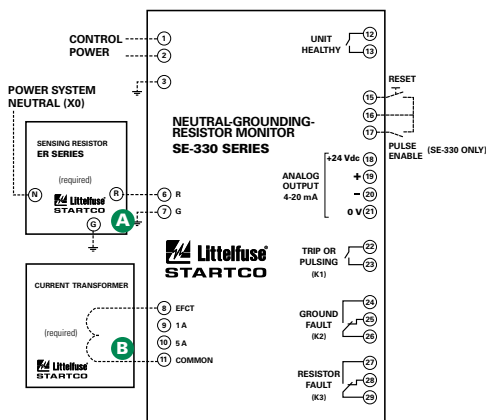 CONTROL
POWER
1
2
3
POWER SYSTEM
NEUTRAL (X0)
SENSING RESISTOR
ER SERIES
(required)
N
R
G
Littelfuse®
STARTCO
A
6 R
7 G
CURRENT TRANSFORMER
(required)
Littelfuse®
STARTCO
B
8 EFCT
9 1 A
10 5 A
11 COMMON
NEUTRAL-GROUNDING-
RESISTOR MONITOR
SE-330 SERIES
Littelfuse®
STARTCO
UNIT
HEALTHY
12
13
RESET
15
16
17
PULSE
ENABLE (SE-330 ONLY)
ANALOG
OUTPUT
4-20 mA
+24 Vdc 18
+ 19
– 20
0 V 21
TRIP OR
PULSING
(K1)
22
23
GROUND
FAULT
(K2)
24
25
26
RESISTOR
FAULT
(K3)
27
28
29